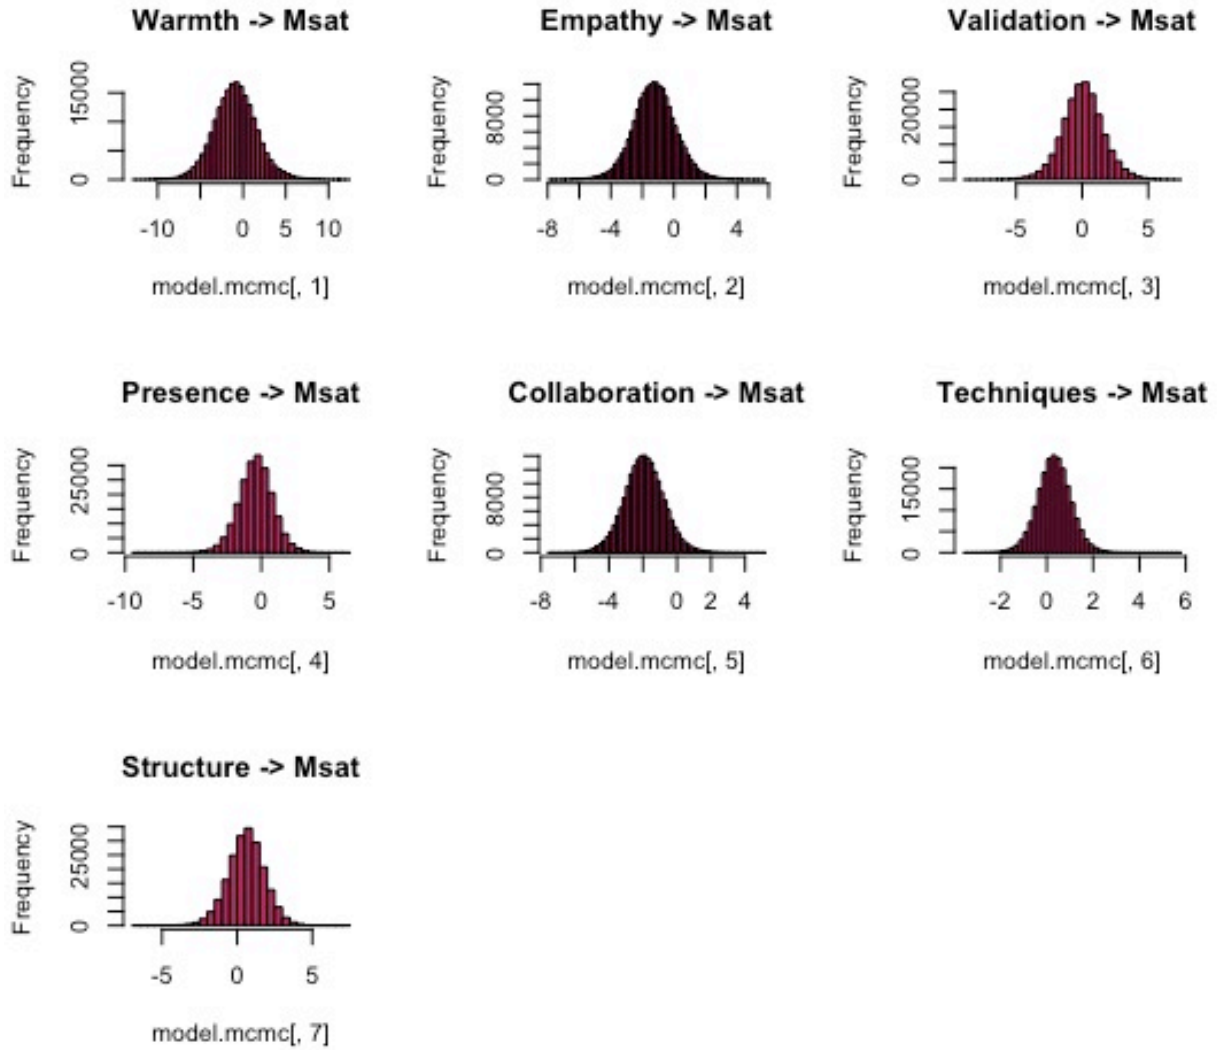 Warmth -> Msat
Frequency
0
15000
-10
0
5
10
model.mcmc[, 1]
Empathy -> Msat
Frequency
0
8000
-8
-4
0
4
model.mcmc[, 2]
Validation -> Msat
Frequency
0
20000
-5
0
5
model.mcmc[, 3]
Presence -> Msat
Frequency
0
25000
-10
-5
0
5
model.mcmc[, 4]
Collaboration -> Msat
Frequency
0
8000
-8
-4
0
2
4
model.mcmc[, 5]
Techniques -> Msat
Frequency
0
15000
-2
0
2
4
6
model.mcmc[, 6]
Structure -> Msat
Frequency
0
25000
-5
0
5
model.mcmc[, 7]